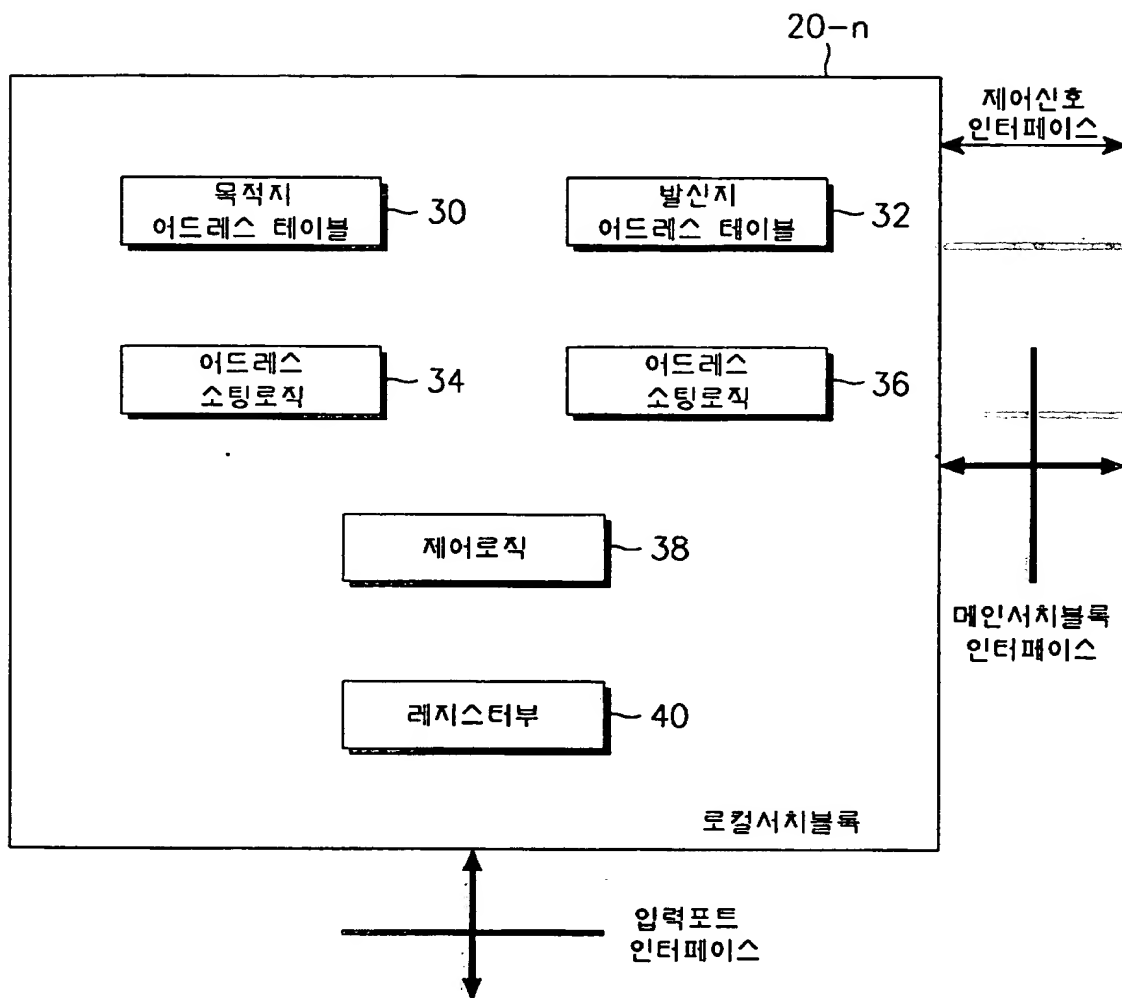 20-n
제어신호
인터페이스
목적지
어드레스 테이블
30
발신지
어드레스 테이블
32
어드레스
소팅로직
34
어드레스
소팅로직
36
제어로직
38
메인서치블록
인터페이스
레지스터부
40
로컬서치블록
입력포트
인터페이스